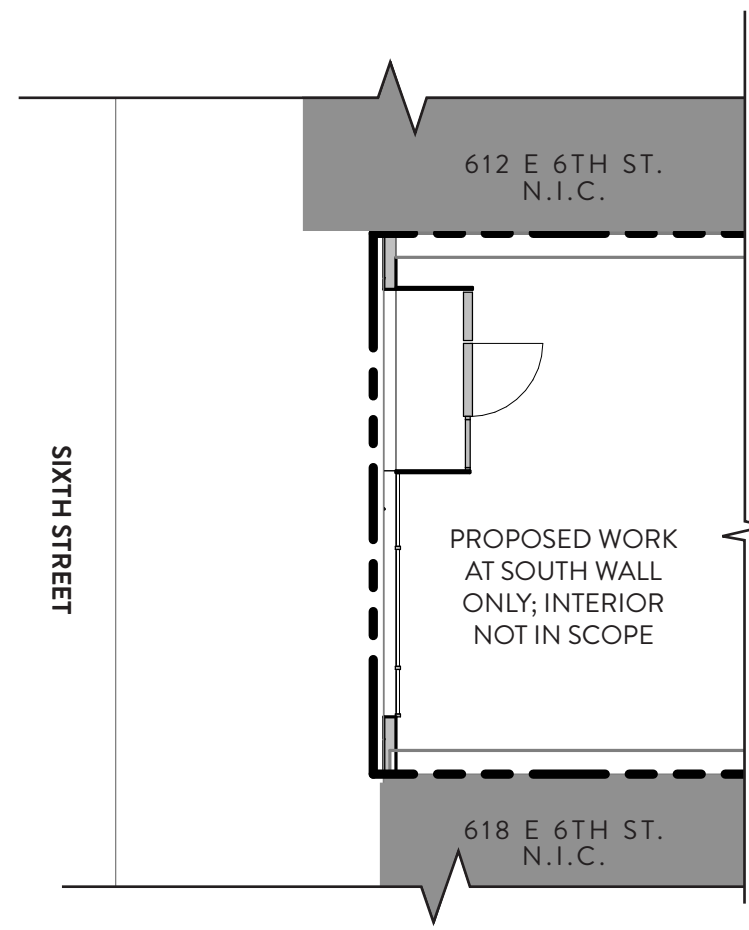 612 E 6TH ST.
N.I.C.
SIXTH STREET
PROPOSED WORK
AT SOUTH WALL
ONLY; INTERIOR
NOT IN SCOPE
618 E 6TH ST.
N.I.C.